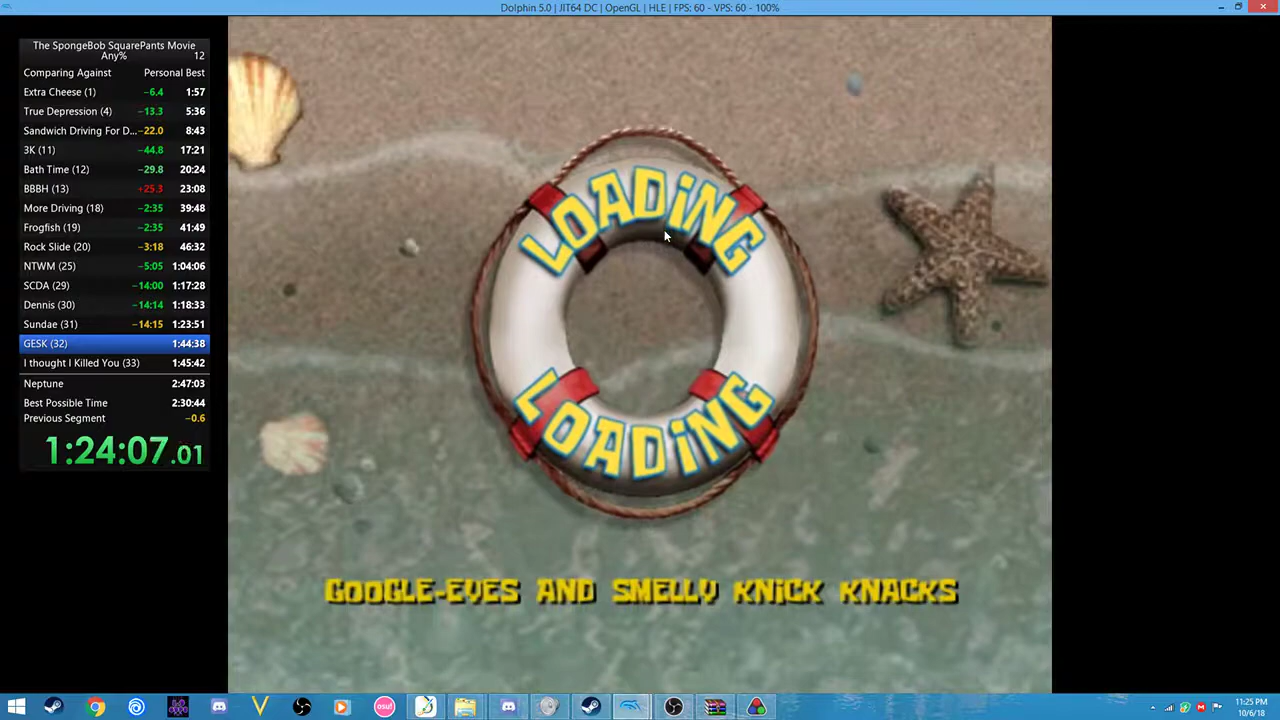 Dolphin 5.0 | JIT64 DC | OpenGL | HLE | FPS: 60 - VPS: 60 - 100%
The SpongeBob SquarePants Movie
Any% 12
Comparing Against Personal Best
Extra Cheese (1) −6.4 1:57
True Depression (4) −13.3 5:36
Sandwich Driving For D... −22.0 8:43
3K (11) −44.8 17:21
Bath Time (12) −29.8 20:24
BBBH (13) +25.3 23:08
More Driving (18) −2:35 39:48
Frogfish (19) −2:35 41:49
Rock Slide (20) −3:18 46:32
NTWM (25) −5:05 1:04:06
SCDA (29) −14:00 1:17:28
Dennis (30) −14:14 1:18:33
Sundae (31) −14:15 1:23:51
GESK (32) 1:44:38
I thought I Killed You (33) 1:45:42
Neptune 2:47:03
Best Possible Time 2:30:44
Previous Segment −0.6
1:24:07.01
LOADiNG
LOADiNG
GOOGLE-EYES AND SMELLY KNiCK KNACKS
osu!
11:25 PM
10/6/18